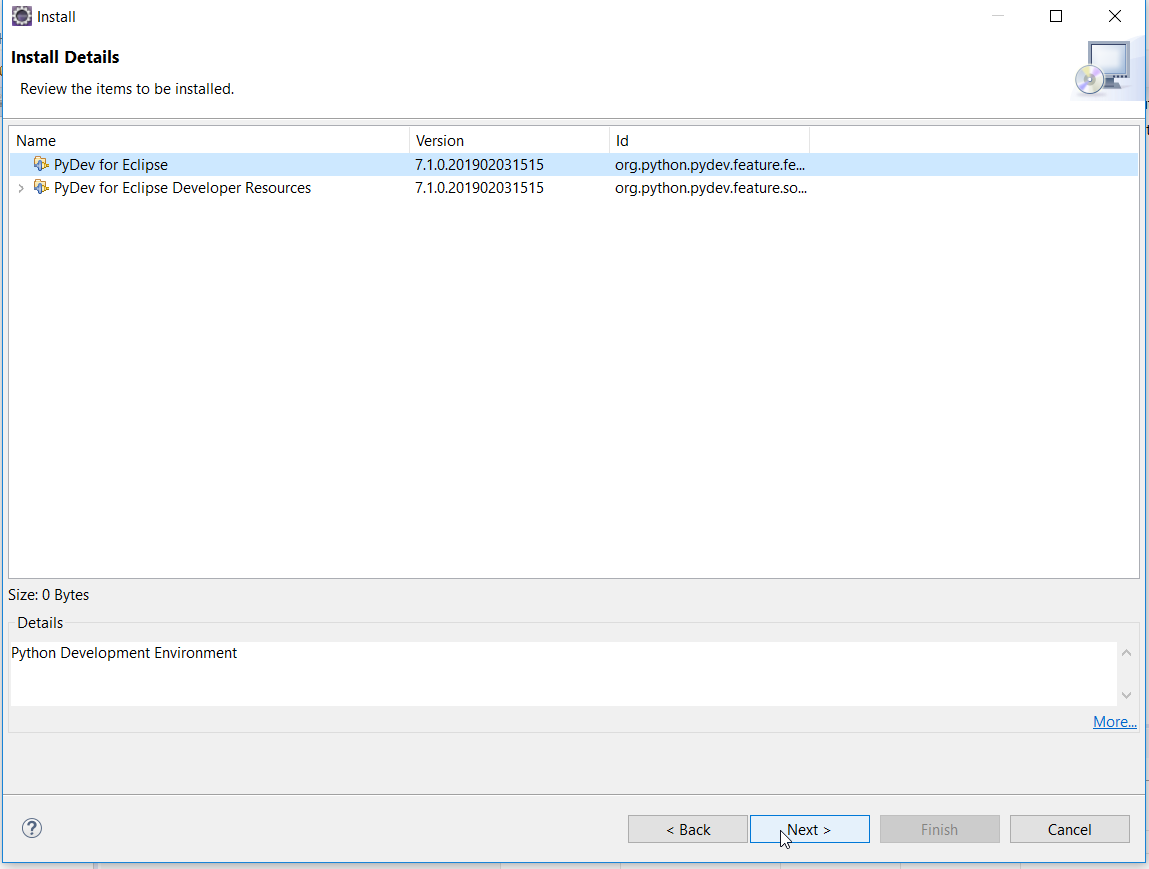 Install
Install Details
Review the items to be installed.
Name Version Id
PyDev for Eclipse 7.1.0.201902031515 org.python.pydev.feature.fe...
PyDev for Eclipse Developer Resources 7.1.0.201902031515 org.python.pydev.feature.so...
Size: 0 Bytes
Details
Python Development Environment
More...
< Back Next > Finish Cancel